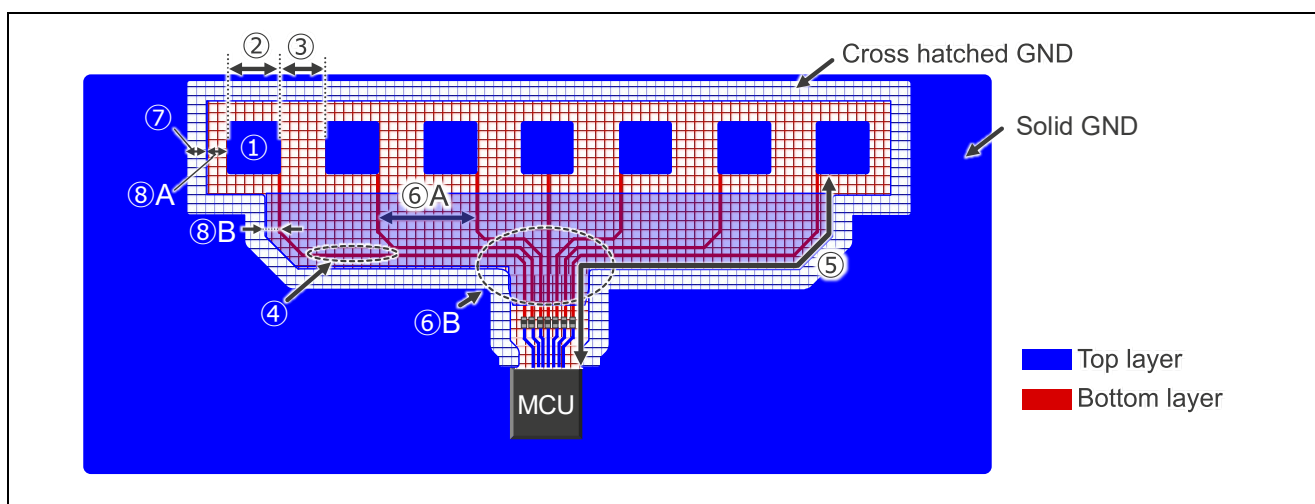 ② ③
Cross hatched GND
⑦
①
Solid GND
⑧A
⑥A
⑧B
⑤
④
⑥B
Top layer
MCU
Bottom layer